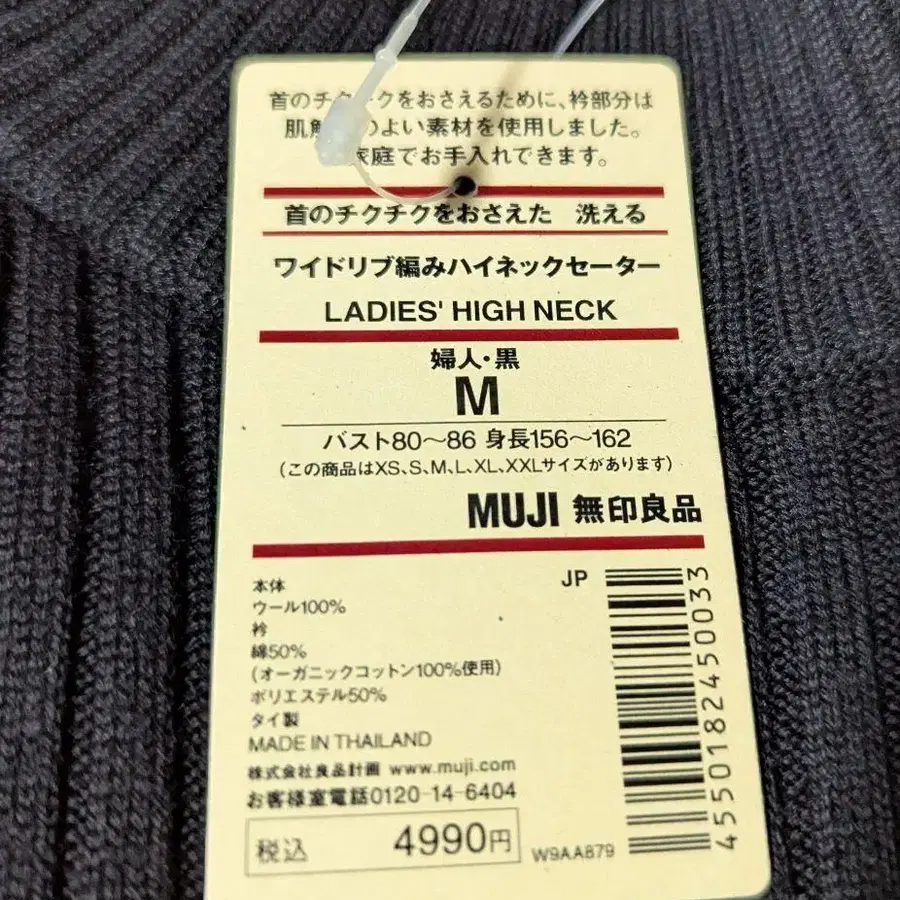 首のチクチクをおさえるために、衿部分は
肌触のよい素材を使用しました。
家庭でお手入れできます。
首のチクチクをおさえた 洗える
ワイドリブ編みハイネックセーター
LADIES' HIGH NECK
婦人・黒
M
バスト80〜86 身長156〜162
(この商品はXS、S、M、L、XL、XXLサイズがあります)
MUJI 無印良品
JP
本体
ウール100%
衿
綿50%
(オーガニックコットン100%使用)
ポリエステル50%
タイ製
MADE IN THAILAND
株式会社良品計画 www.muji.com
お客様室電話0120-14-6404
税込 4990円
W9AA879
4550182450033